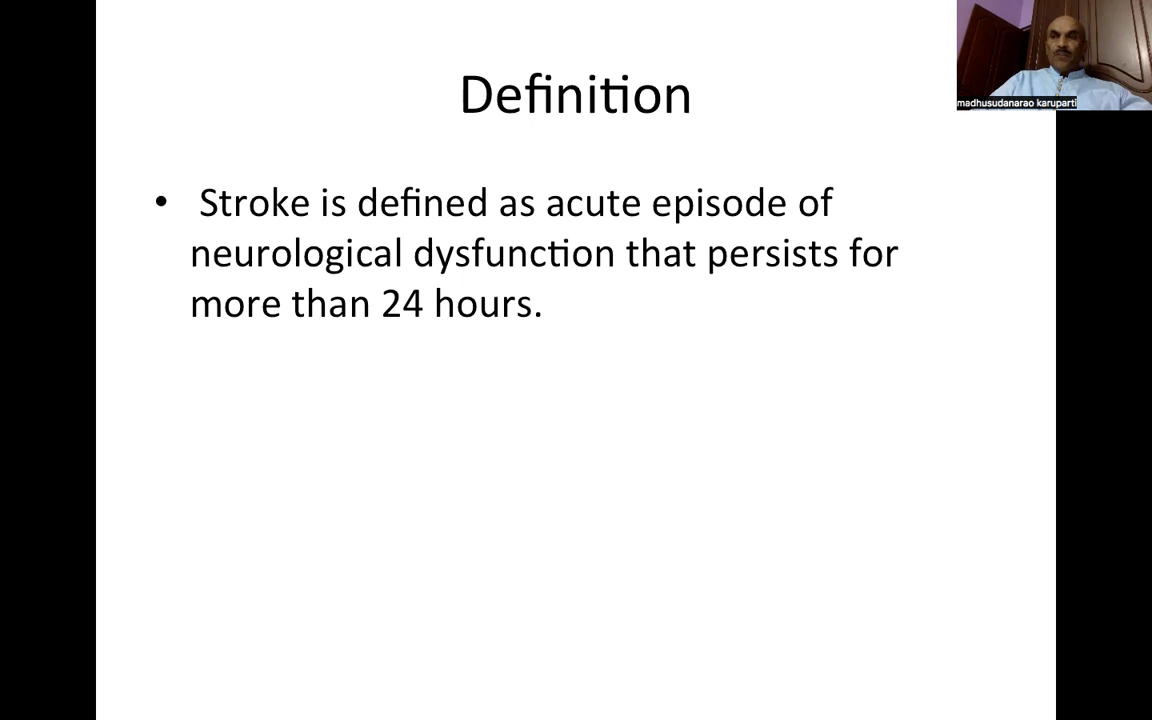 Definition
madhusudanarao karuparti
• Stroke is defined as acute episode of
neurological dysfunction that persists for
more than 24 hours.